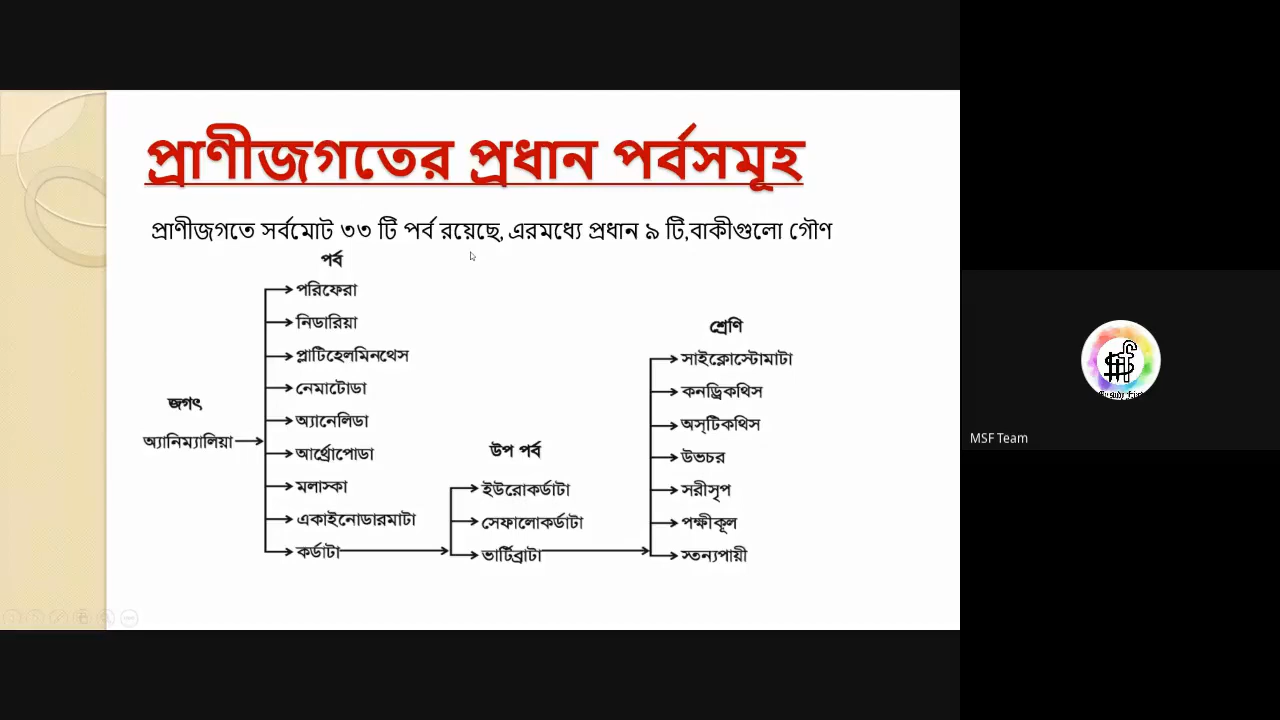 প্রাণীজগতের প্রধান পর্বসমূহ
প্রাণীজগতে সর্বমোট ৩৩ টি পর্ব রয়েছে, এরমধ্যে প্রধান ৯ টি,বাকীগুলো গৌণ
পর্ব
পরিফেরা
নিডারিয়া
প্লাটিহেলমিনথেস
নেমাটোডা
অ্যানেলিডা
আর্থ্রোপোডা
মলাস্কা
একাইনোডারমাটা
কর্ডাটা
জগৎ
অ্যানিম্যালিয়া
উপ পর্ব
ইউরোকর্ডাটা
সেফালোকর্ডাটা
ভার্টিব্রাটা
শ্রেণি
সাইক্লোস্টোমাটা
কনড্রিকথিস
অস্টিকথিস
উভচর
সরীসৃপ
পক্ষীকূল
স্তন্যপায়ী
MSF Team